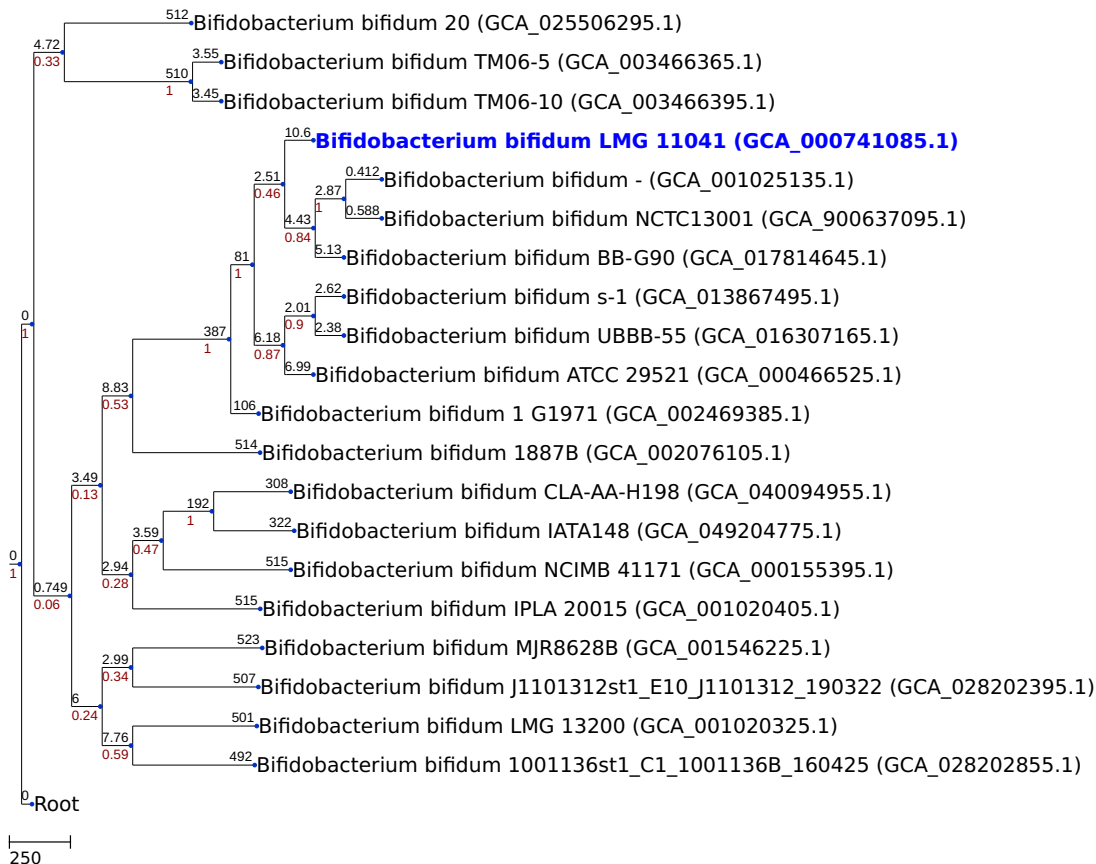 512 Bifidobacterium bifidum 20 (GCA_025506295.1)
4.72
0.33
3.55 Bifidobacterium bifidum TM06-5 (GCA_003466365.1)
510
1
3.45 Bifidobacterium bifidum TM06-10 (GCA_003466395.1)
10.6 Bifidobacterium bifidum LMG 11041 (GCA_000741085.1)
2.51
0.46
0.412 Bifidobacterium bifidum - (GCA_001025135.1)
2.87
1
0.588 Bifidobacterium bifidum NCTC13001 (GCA_900637095.1)
4.43
0.84
5.13 Bifidobacterium bifidum BB-G90 (GCA_017814645.1)
81
1
2.62 Bifidobacterium bifidum s-1 (GCA_013867495.1)
2.01
0.9
2.38 Bifidobacterium bifidum UBBB-55 (GCA_016307165.1)
6.18
0.87
6.99 Bifidobacterium bifidum ATCC 29521 (GCA_000466525.1)
387
1
106 Bifidobacterium bifidum 1 G1971 (GCA_002469385.1)
8.83
0.53
514 Bifidobacterium bifidum 1887B (GCA_002076105.1)
3.49
0.13
308 Bifidobacterium bifidum CLA-AA-H198 (GCA_040094955.1)
192
1
322 Bifidobacterium bifidum IATA148 (GCA_049204775.1)
3.59
0.47
515 Bifidobacterium bifidum NCIMB 41171 (GCA_000155395.1)
2.94
0.28
515 Bifidobacterium bifidum IPLA 20015 (GCA_001020405.1)
0
1
0
1
0.749
0.06
523 Bifidobacterium bifidum MJR8628B (GCA_001546225.1)
2.99
0.34
507 Bifidobacterium bifidum J1101312st1_E10_J1101312_190322 (GCA_028202395.1)
6
0.24
501 Bifidobacterium bifidum LMG 13200 (GCA_001020325.1)
7.76
0.59
492 Bifidobacterium bifidum 1001136st1_C1_1001136B_160425 (GCA_028202855.1)
0 Root
250